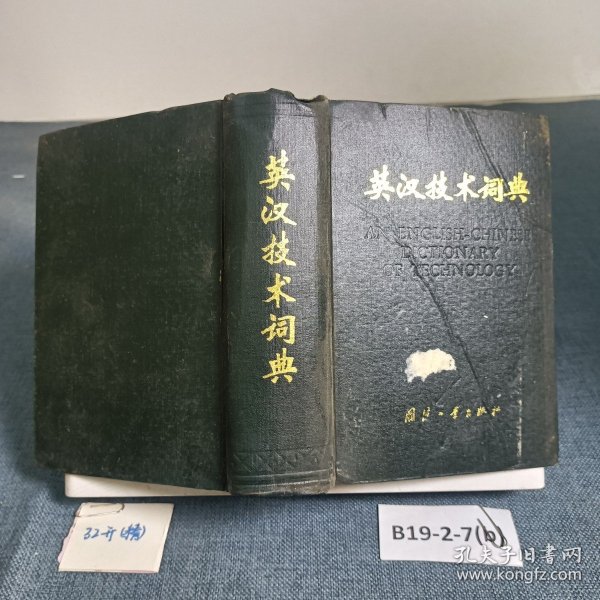 英汉技术词典
英汉技术词典
AN ENGLISH-CHINESE
DICTIONARY
OF TECHNOLOGY
国防工业出版社
32开(精)
B19-2-7(b)
孔夫子旧书网
www.kongfz.com